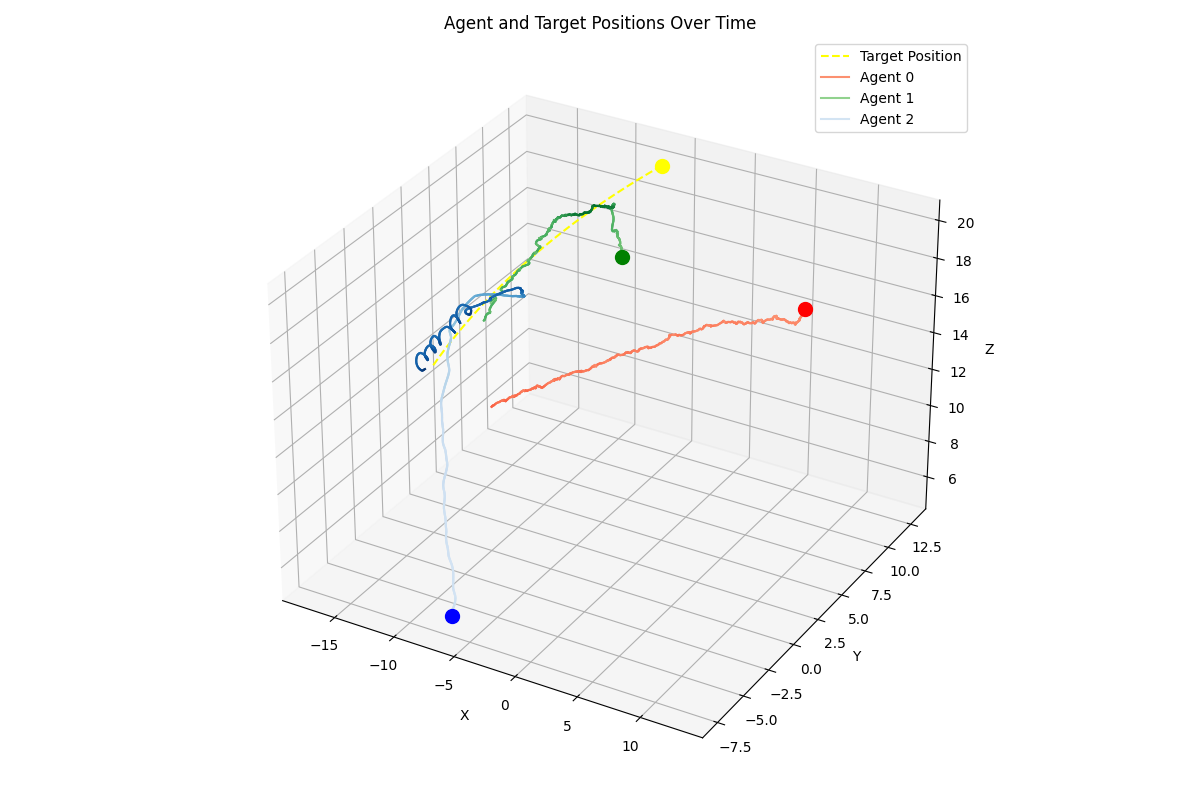 Agent and Target Positions Over Time
Target Position
Agent 0
Agent 1
Agent 2
20
18
16
14
Z
12
10
8
6
12.5
10.0
7.5
5.0
2.5
Y
0.0
−2.5
−5.0
−7.5
−15
−10
−5
0
5
10
X